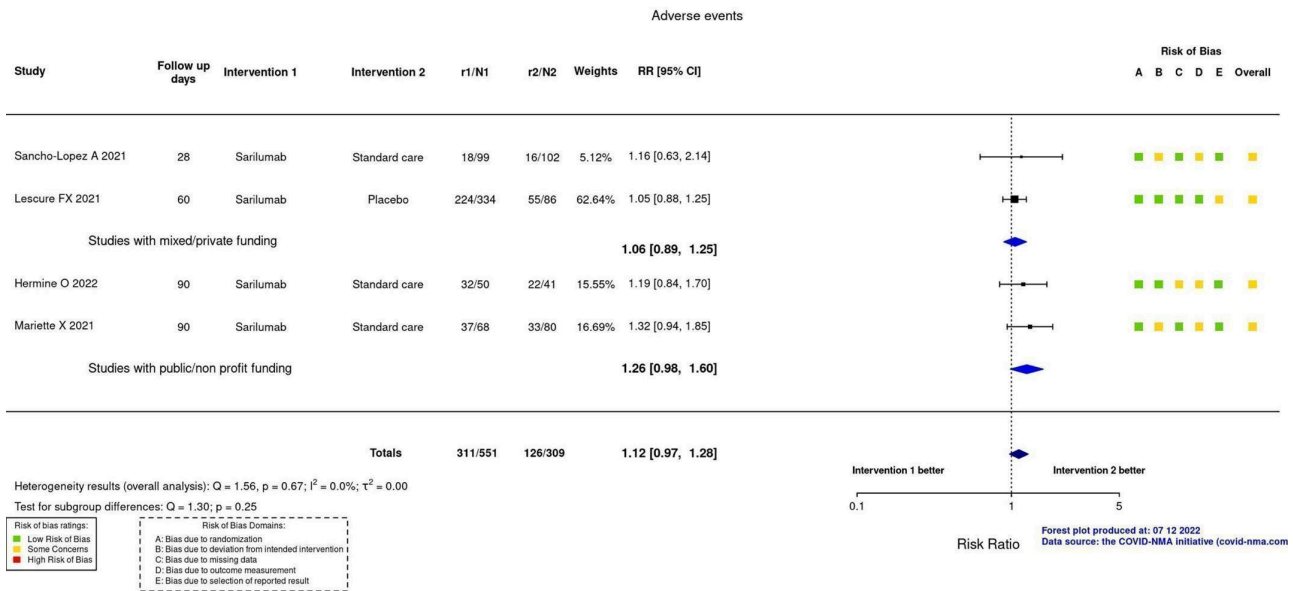 Adverse events
Risk of Bias
Study Follow up days Intervention 1 Intervention 2 r1/N1 r2/N2 Weights RR [95% CI] A B C D E Overall
Sancho-Lopez A 2021 28 Sarilumab Standard care 18/99 16/102 5.12% 1.16 [0.63, 2.14]
Lescure FX 2021 60 Sarilumab Placebo 224/334 55/86 62.64% 1.05 [0.88, 1.25]
Studies with mixed/private funding 1.06 [0.89, 1.25]
Hermine O 2022 90 Sarilumab Standard care 32/50 22/41 15.55% 1.19 [0.84, 1.70]
Mariette X 2021 90 Sarilumab Standard care 37/68 33/80 16.69% 1.32 [0.94, 1.85]
Studies with public/non profit funding 1.26 [0.98, 1.60]
Totals 311/551 126/309 1.12 [0.97, 1.28]
Intervention 1 better Intervention 2 better
Heterogeneity results (overall analysis): Q = 1.56, p = 0.67; I² = 0.0%; τ² = 0.00
Test for subgroup differences: Q = 1.30; p = 0.25
0.1 1 5
Risk Ratio
Forest plot produced at: 07 12 2022
Data source: the COVID-NMA initiative (covid-nma.com
Risk of bias ratings:
Low Risk of Bias
Some Concerns
High Risk of Bias
Risk of Bias Domains:
A: Bias due to randomization
B: Bias due to deviation from intended intervention
C: Bias due to missing data
D: Bias due to outcome measurement
E: Bias due to selection of reported result